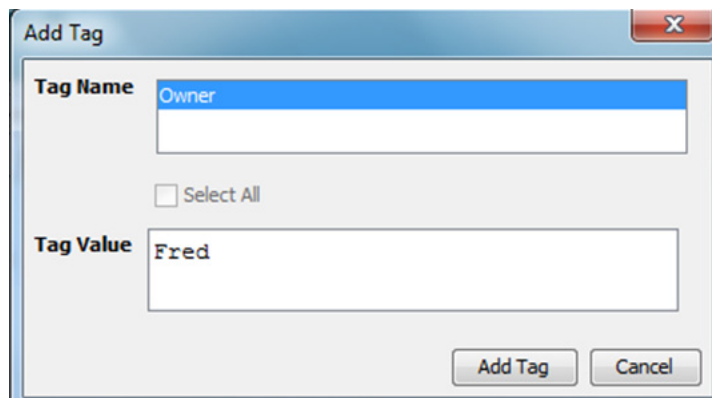 Add Tag
Tag Name
Owner
Select All
Tag Value
Fred
Add Tag
Cancel